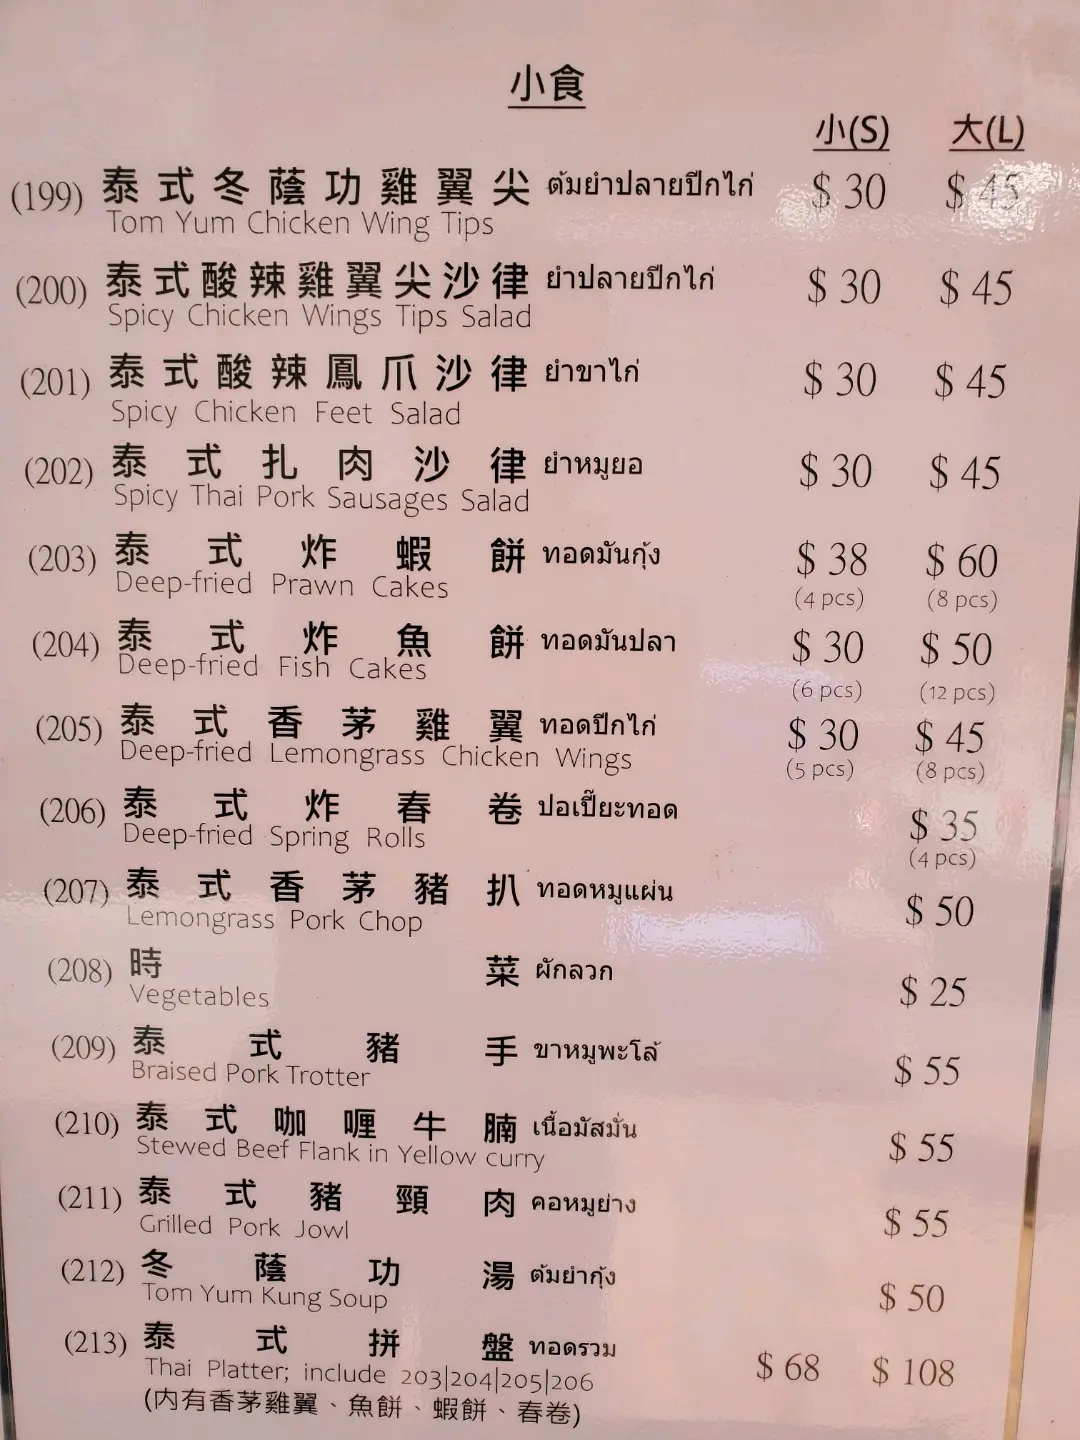 小食
小(S) 大(L)
(199) 泰式冬蔭功雞翼尖 ต้มยำปลายปีกไก่ $ 30 $ 45
Tom Yum Chicken Wing Tips
(200) 泰式酸辣雞翼尖沙律 ยำปลายปีกไก่ $ 30 $ 45
Spicy Chicken Wings Tips Salad
(201) 泰式酸辣鳳爪沙律 ยำขาไก่ $ 30 $ 45
Spicy Chicken Feet Salad
(202) 泰式扎肉沙律 ยำหมูยอ $ 30 $ 45
Spicy Thai Pork Sausages Salad
(203) 泰式炸蝦餅 ทอดมันกุ้ง $ 38 $ 60
Deep-fried Prawn Cakes (4 pcs) (8 pcs)
(204) 泰式炸魚餅 ทอดมันปลา $ 30 $ 50
Deep-fried Fish Cakes (6 pcs) (12 pcs)
(205) 泰式香茅雞翼 ทอดปีกไก่ $ 30 $ 45
Deep-fried Lemongrass Chicken Wings (5 pcs) (8 pcs)
(206) 泰式炸春卷 ปอเปี๊ยะทอด $ 35
Deep-fried Spring Rolls (4 pcs)
(207) 泰式香茅豬扒 ทอดหมูแผ่น $ 50
Lemongrass Pork Chop
(208) 時菜 ผักลวก $ 25
Vegetables
(209) 泰式豬手 ขาหมูพะโล้ $ 55
Braised Pork Trotter
(210) 泰式咖喱牛腩 เนื้อมัสมั่น $ 55
Stewed Beef Flank in Yellow curry
(211) 泰式豬頸肉 คอหมูย่าง $ 55
Grilled Pork Jowl
(212) 冬蔭功湯 ต้มยำกุ้ง $ 50
Tom Yum Kung Soup
(213) 泰式拼盤 ทอดรวม $ 68 $ 108
Thai Platter; include 203|204|205|206
(內有香茅雞翼、魚餅、蝦餅、春卷)